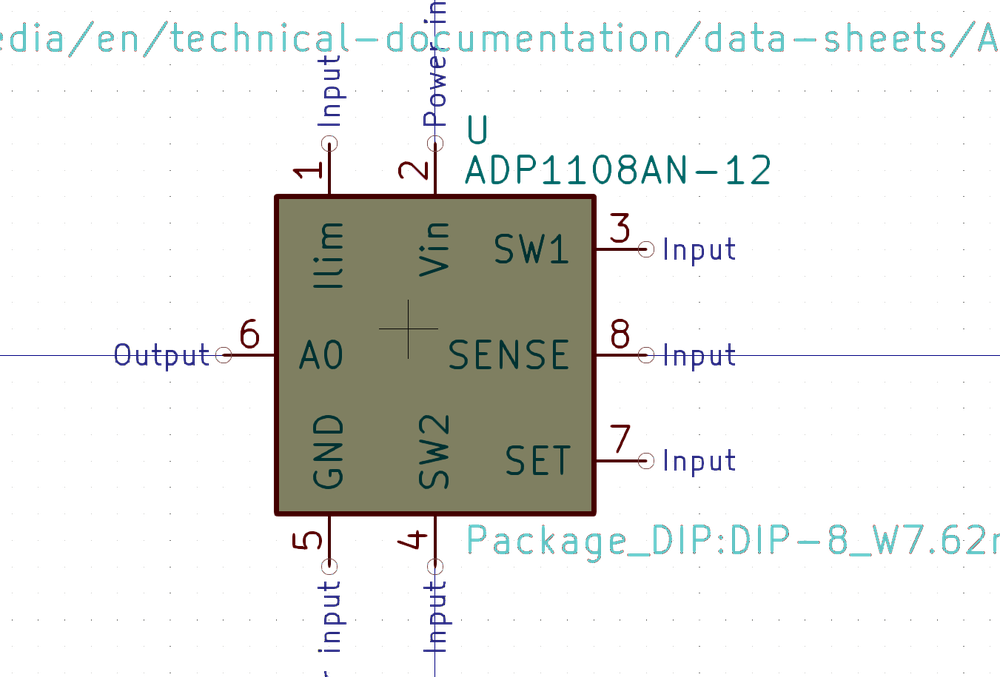 edia/en/technical-documentation/data-sheets/A
Input
Power in
U
1
2
ADP1108AN-12
Ilim
Vin
SW1
3
Input
6
Output
A0
SENSE
8
Input
GND
SW2
SET
7
Input
5
4
Package_DIP:DIP-8_W7.62
input
Input